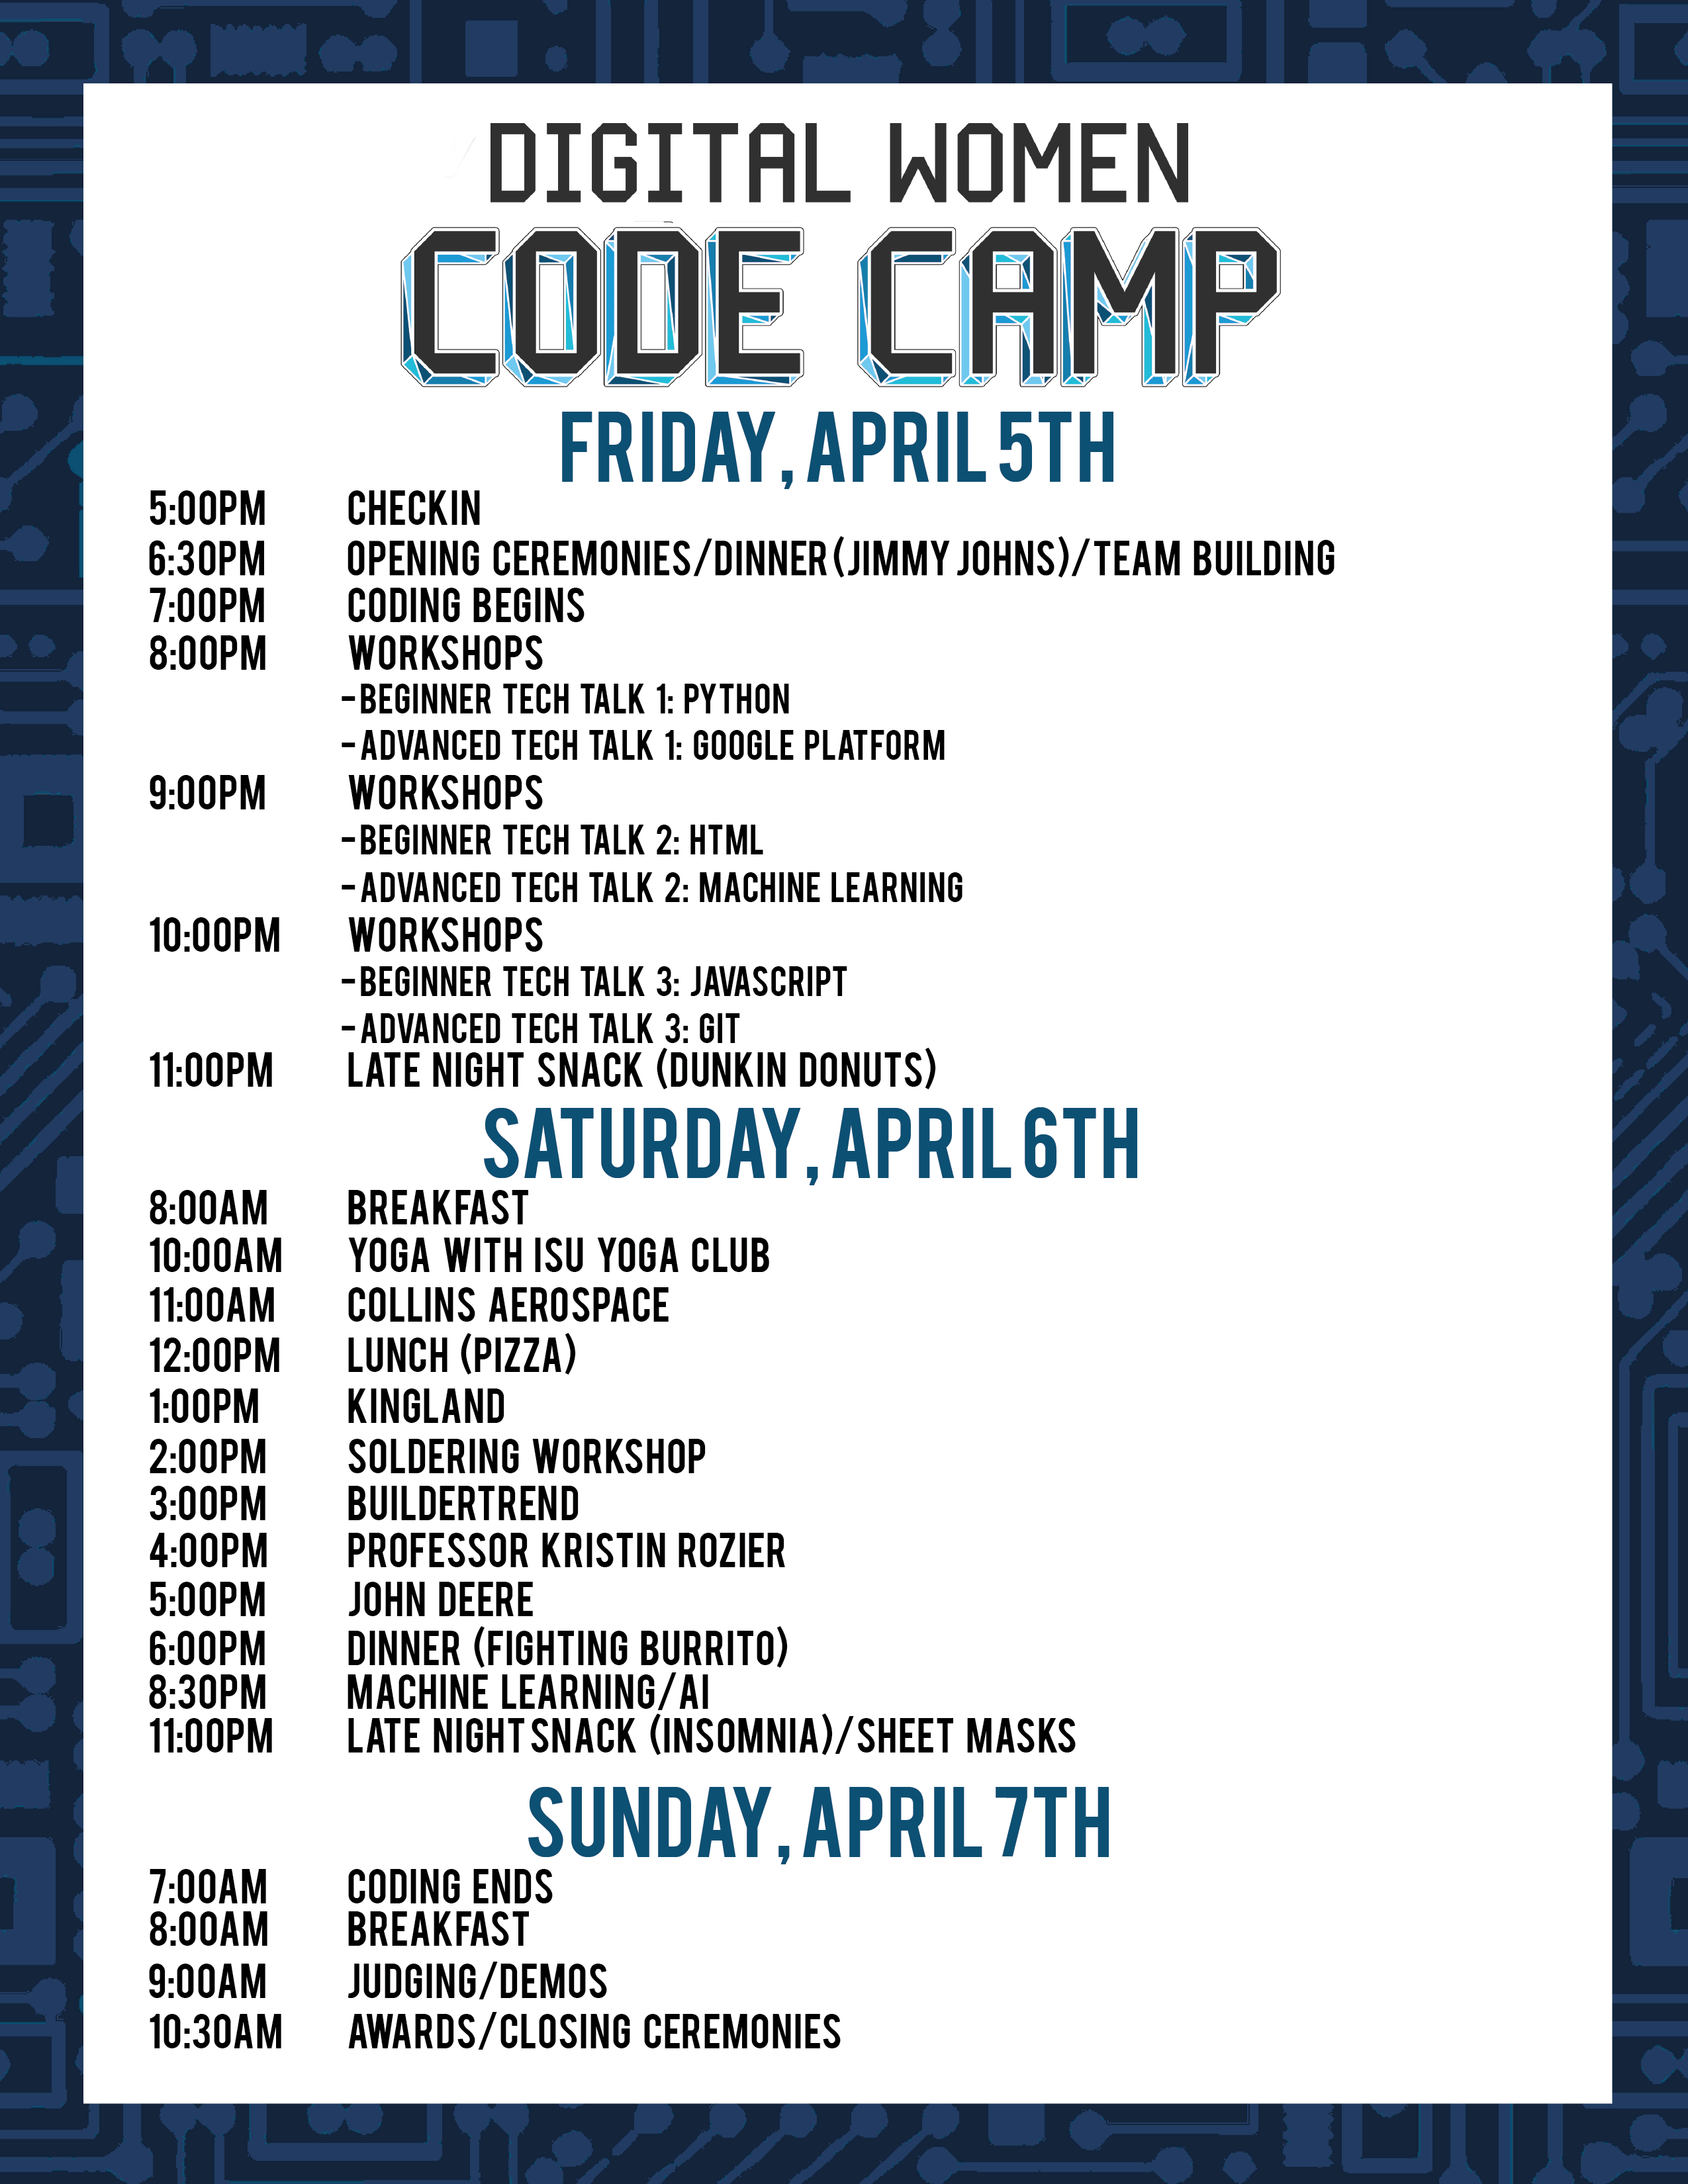 DIGITAL WOMEN
CODE CAMP
FRIDAY, APRIL 5TH
5:00PM CHECKIN
6:30PM OPENING CEREMONIES/DINNER(JIMMY JOHNS)/TEAM BUILDING
7:00PM CODING BEGINS
8:00PM WORKSHOPS
-BEGINNER TECH TALK 1: PYTHON
-ADVANCED TECH TALK 1: GOOGLE PLATFORM
9:00PM WORKSHOPS
-BEGINNER TECH TALK 2: HTML
-ADVANCED TECH TALK 2: MACHINE LEARNING
10:00PM WORKSHOPS
-BEGINNER TECH TALK 3: JAVASCRIPT
-ADVANCED TECH TALK 3: GIT
11:00PM LATE NIGHT SNACK (DUNKIN DONUTS)
SATURDAY, APRIL 6TH
8:00AM BREAKFAST
10:00AM YOGA WITH ISU YOGA CLUB
11:00AM COLLINS AEROSPACE
12:00PM LUNCH (PIZZA)
1:00PM KINGLAND
2:00PM SOLDERING WORKSHOP
3:00PM BUILDERTREND
4:00PM PROFESSOR KRISTIN ROZIER
5:00PM JOHN DEERE
6:00PM DINNER (FIGHTING BURRITO)
8:30PM MACHINE LEARNING/AI
11:00PM LATE NIGHT SNACK (INSOMNIA)/SHEET MASKS
SUNDAY, APRIL 7TH
7:00AM CODING ENDS
8:00AM BREAKFAST
9:00AM JUDGING/DEMOS
10:30AM AWARDS/CLOSING CEREMONIES